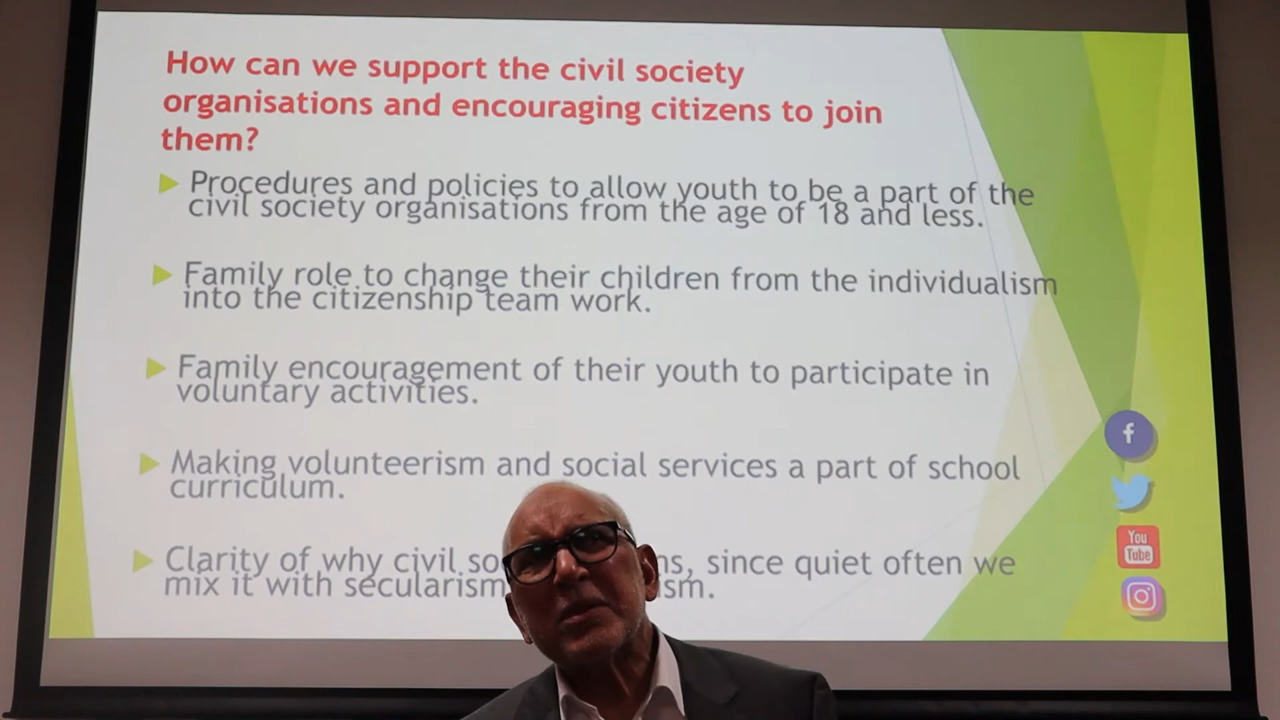 How can we support the civil society
organisations and encouraging citizens to join
them?
Procedures and policies to allow youth to be a part of the
civil society organisations from the age of 18 and less.
Family role to change their children from the individualism
into the citizenship team work.
Family encouragement of their youth to participate in
voluntary activities.
Making volunteerism and social services a part of school
curriculum.
Clarity of why civil since quiet often we
mix it with secularism
f
You
Tube